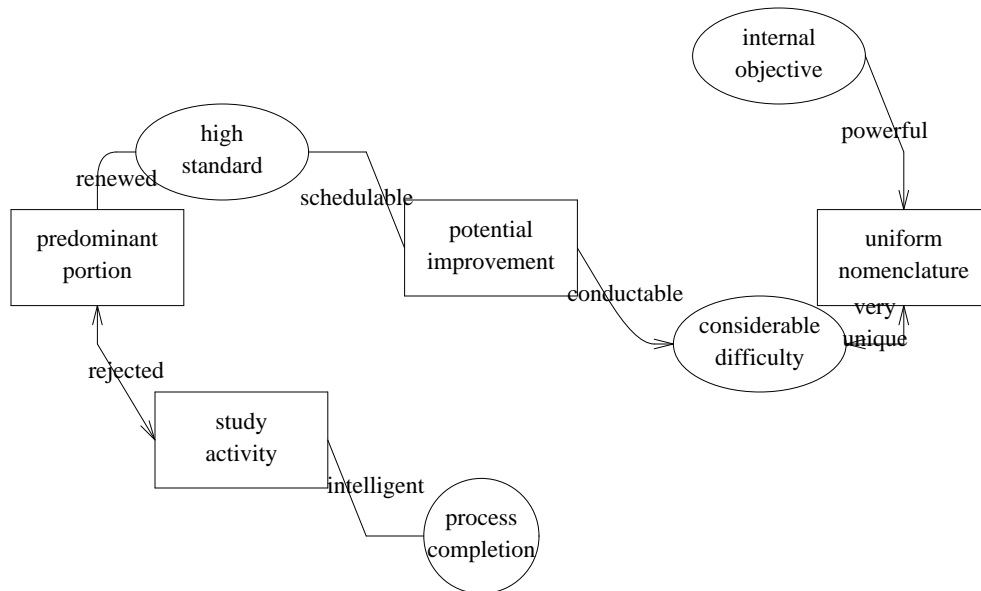 internal
objective
high
standard
powerful
renewed
schedulable
predominant
portion
potential
improvement
uniform
nomenclature
conductable
very
unique
considerable
difficulty
rejected
study
activity
intelligent
process
completion